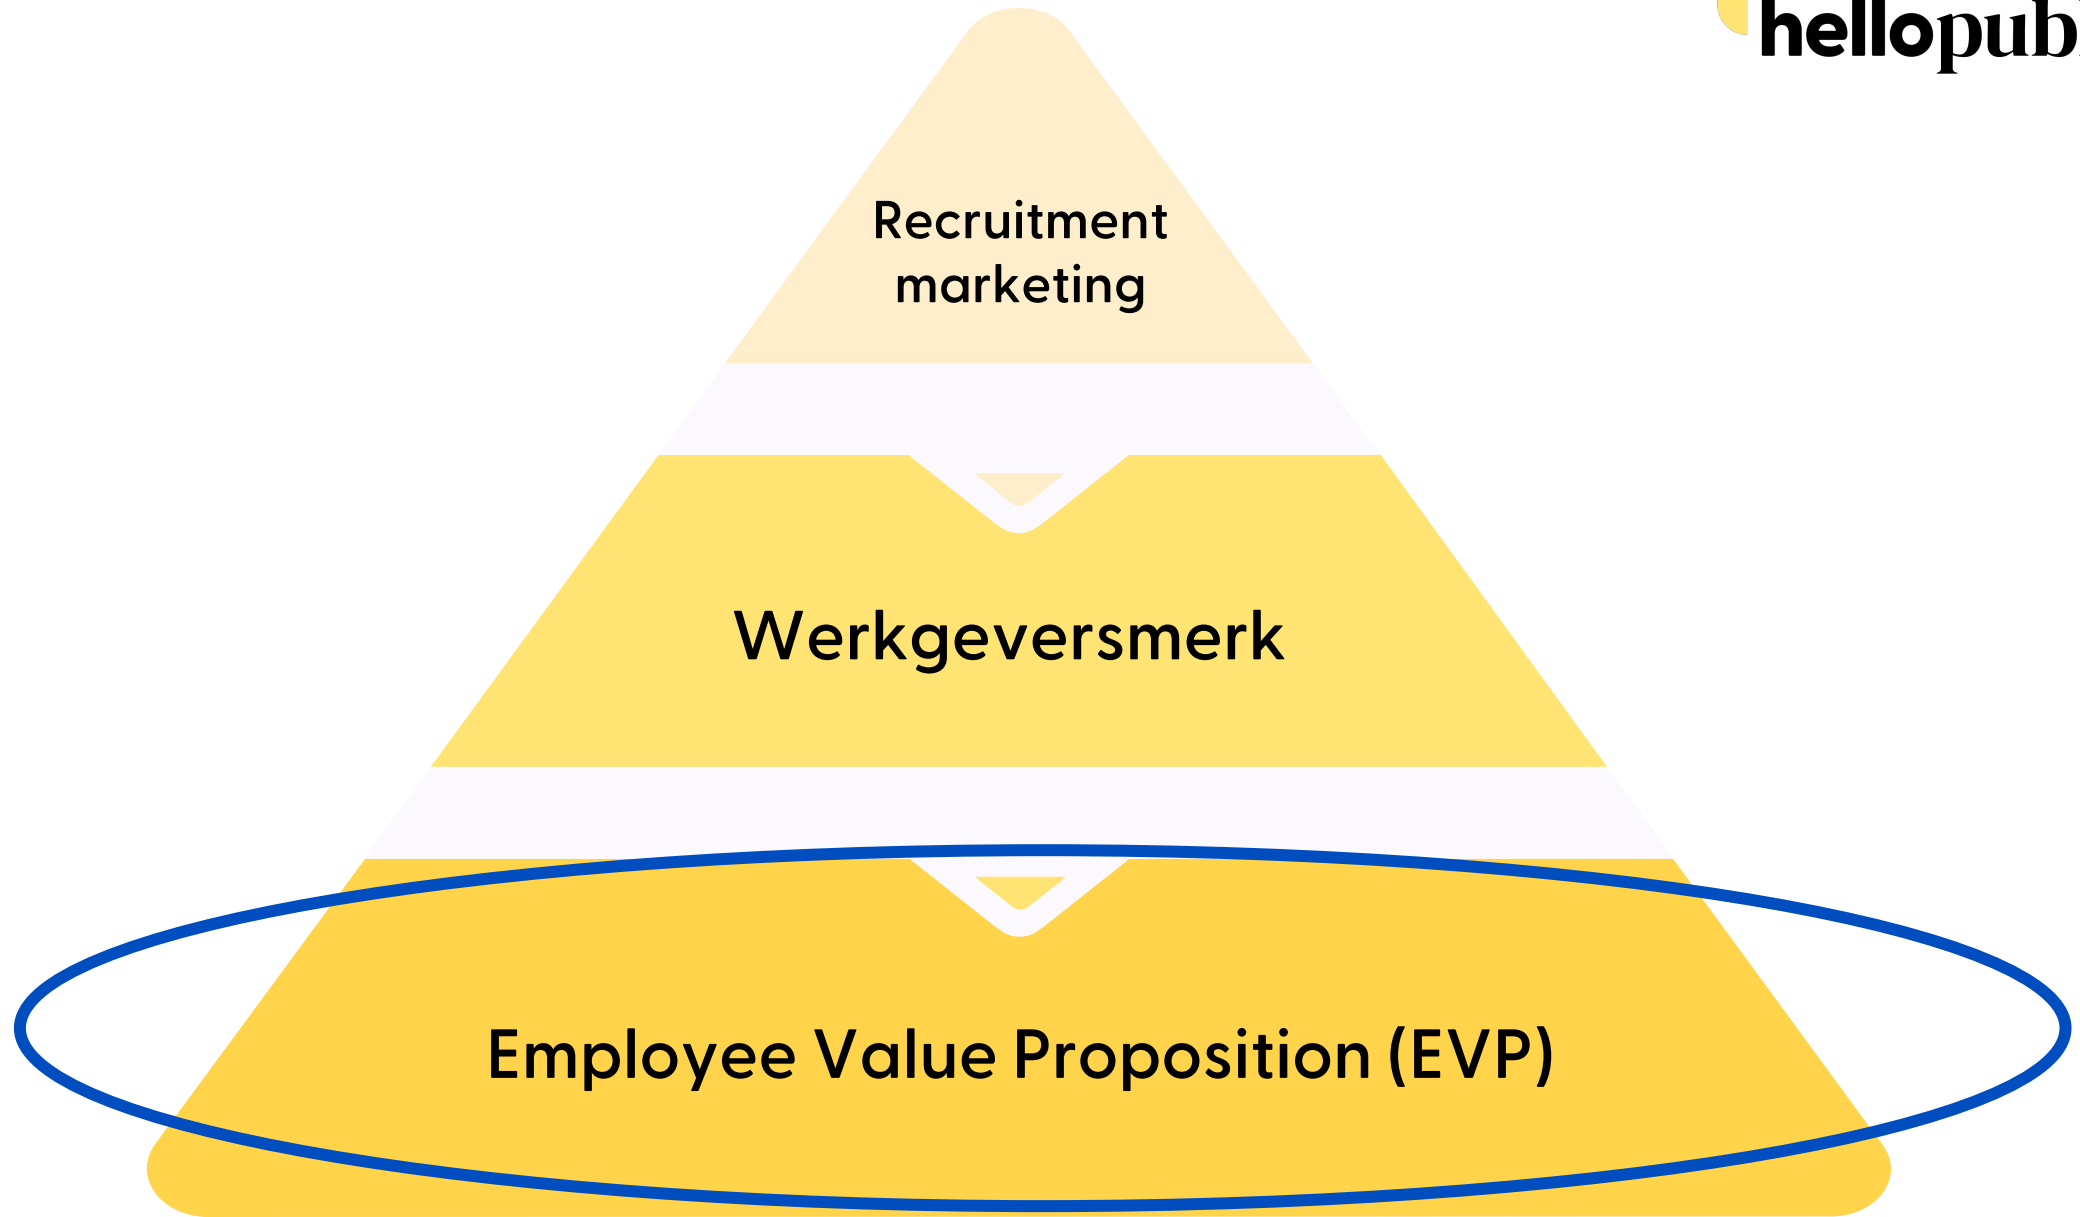 hellopub
Recruitment
marketing
Werkgeversmerk
Employee Value Proposition (EVP)